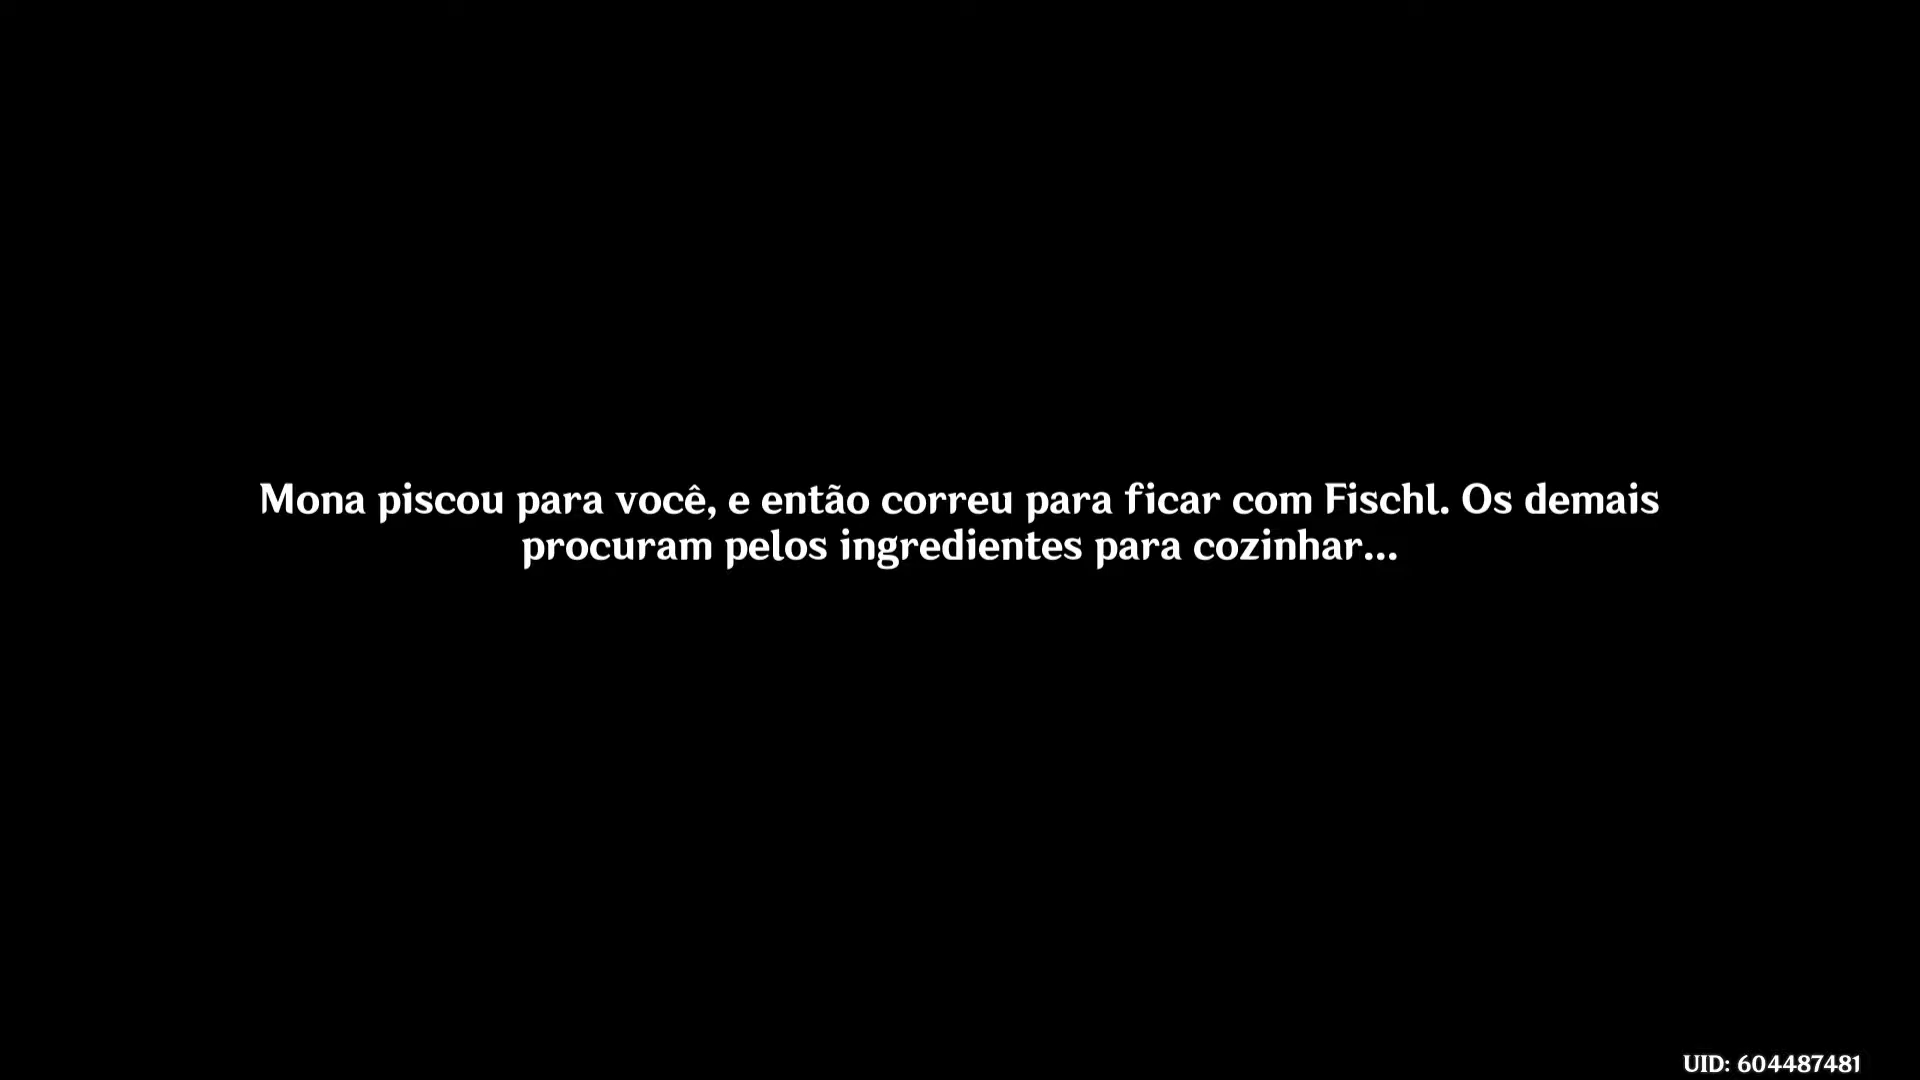 Mona piscou para você, e então correu para ficar com Fischl. Os demais
procuram pelos ingredientes para cozinhar...
UID: 604487481